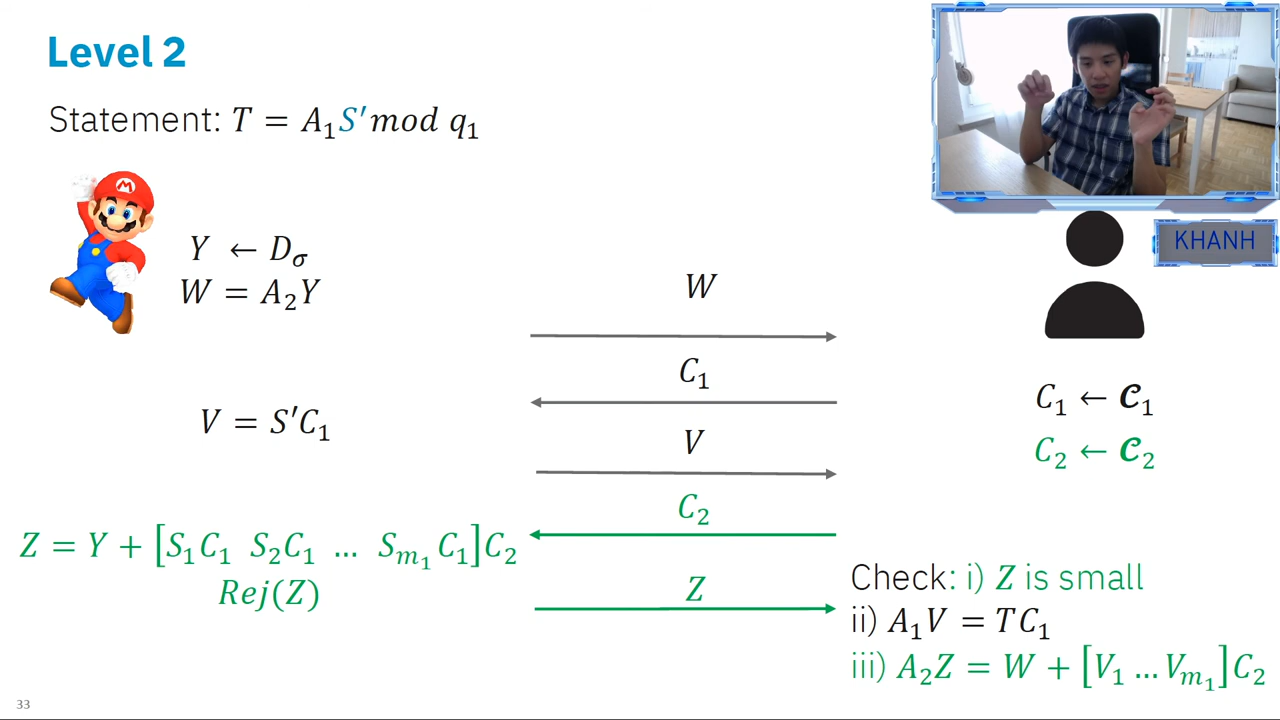 Level 2
Statement: T = A₁S′mod q₁
M
Y ← D_σ
W = A₂Y
W
KHANH
C₁
C₁ ← 𝓒₁
V = S′C₁
V
C₂ ← 𝓒₂
C₂
Z = Y + [S₁C₁ S₂C₁ … S_{m₁}C₁]C₂
Rej(Z)
Z
Check: i) Z is small
ii) A₁V = TC₁
iii) A₂Z = W + [V₁ … V_{m₁}]C₂
33